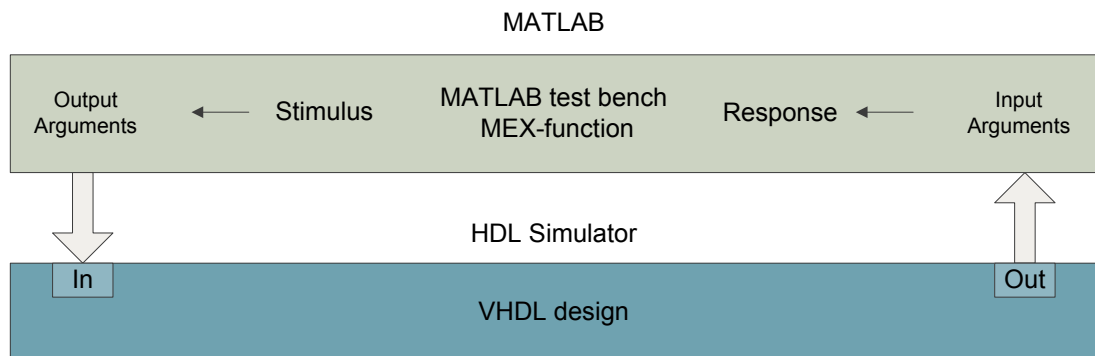 MATLAB
Output
Arguments
Stimulus
MATLAB test bench
MEX-function
Response
Input
Arguments
HDL Simulator
In
Out
VHDL design